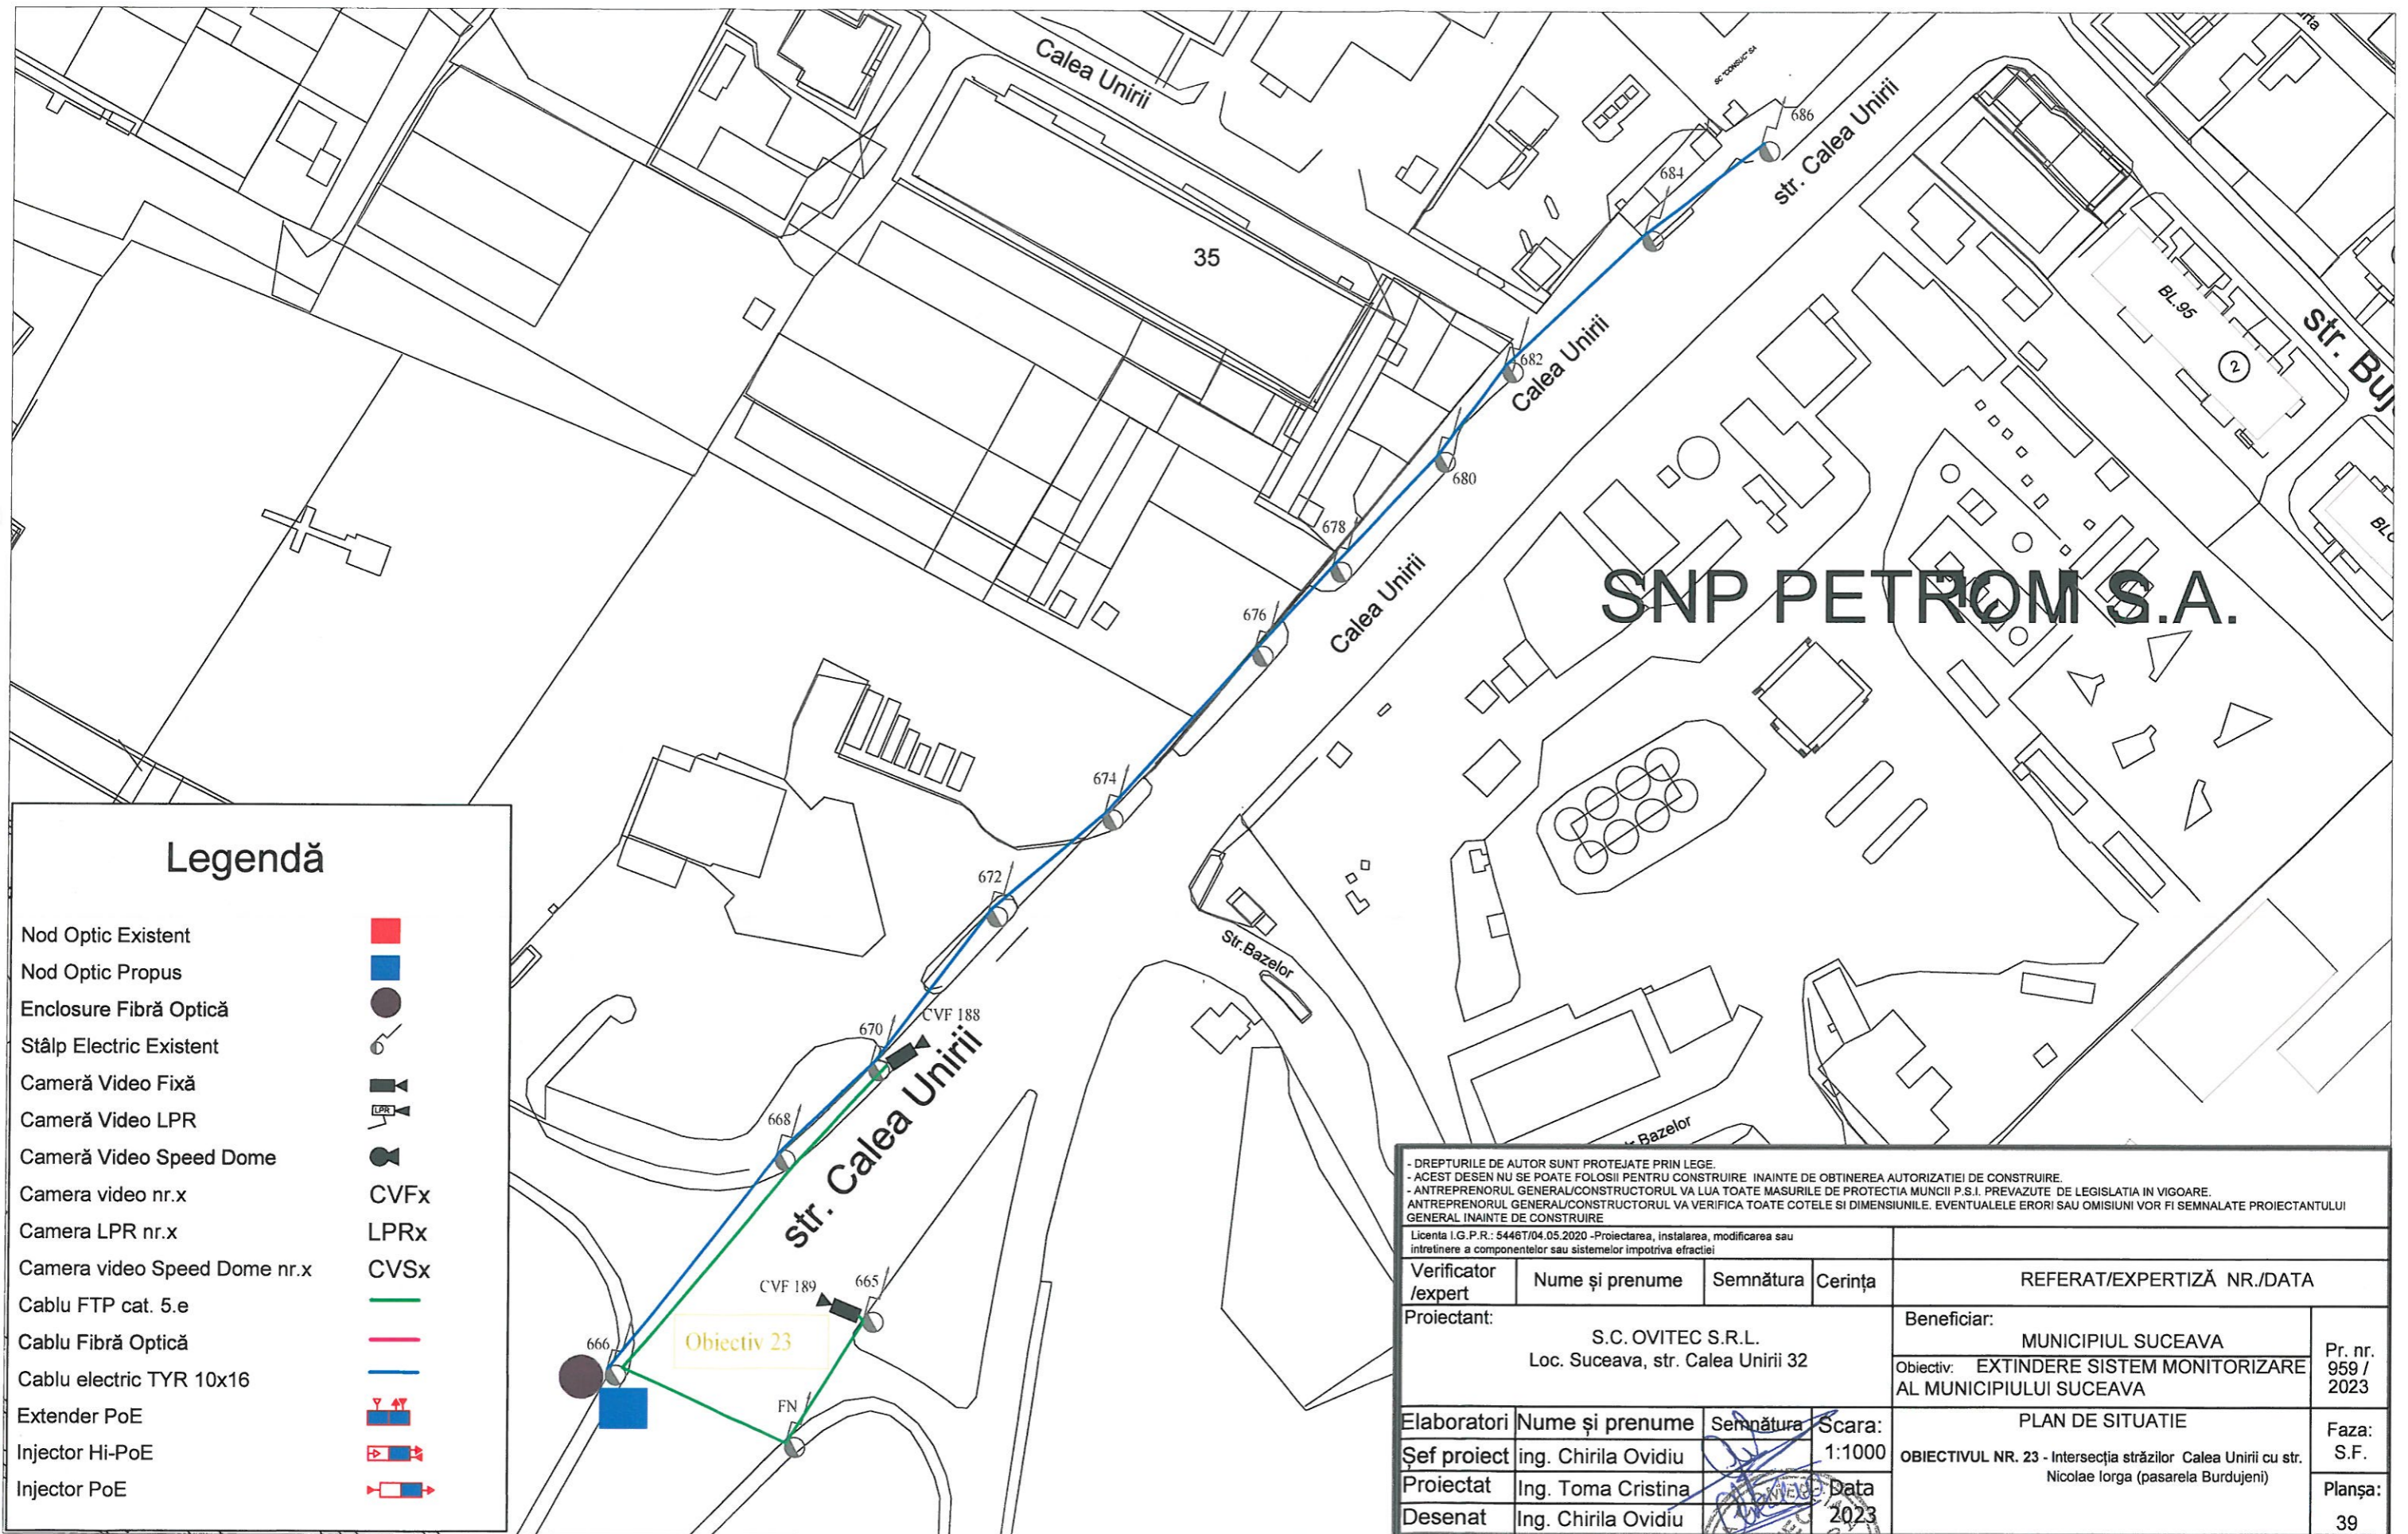 Calea Unirii
SC "CONSUC" SA
686
str. Calea Unirii
684
35
BL.95
2
682
Calea Unirii
680
678
Calea Unirii
SNP PETROM S.A.
676
674
672
Str.Bazelor
CVF 188
670
668
str. Calea Unirii
CVF 189
665
666
Obiectiv 23
FN
Legendă
Nod Optic Existent
Nod Optic Propus
Enclosure Fibră Optică
Stâlp Electric Existent
Cameră Video Fixă
Cameră Video LPR
LPR
Cameră Video Speed Dome
Camera video nr.x CVFx
Camera LPR nr.x LPRx
Camera video Speed Dome nr.x CVSx
Cablu FTP cat. 5.e
Cablu Fibră Optică
Cablu electric TYR 10x16
Extender PoE
Injector Hi-PoE
Injector PoE
Bazelor
- DREPTURILE DE AUTOR SUNT PROTEJATE PRIN LEGE.
- ACEST DESEN NU SE POATE FOLOSII PENTRU CONSTRUIRE INAINTE DE OBTINEREA AUTORIZATIEI DE CONSTRUIRE.
- ANTREPRENORUL GENERAL/CONSTRUCTORUL VA LUA TOATE MASURILE DE PROTECTIA MUNCII P.S.I. PREVAZUTE DE LEGISLATIA IN VIGOARE.
ANTREPRENORUL GENERAL/CONSTRUCTORUL VA VERIFICA TOATE COTELE SI DIMENSIUNILE. EVENTUALELE ERORI SAU OMISIUNI VOR FI SEMNALATE PROIECTANTULUI
GENERAL INAINTE DE CONSTRUIRE
Licenta I.G.P.R.: 5446T/04.05.2020 -Proiectarea, instalarea, modificarea sau
intretinere a componentelor sau sistemelor impotriva efractiei
Verificator
/expert
Nume și prenume
Semnătura
Cerința
REFERAT/EXPERTIZĂ NR./DATA
Proiectant:
S.C. OVITEC S.R.L.
Loc. Suceava, str. Calea Unirii 32
Beneficiar:
MUNICIPIUL SUCEAVA
Obiectiv: EXTINDERE SISTEM MONITORIZARE
AL MUNICIPIULUI SUCEAVA
Pr. nr.
959 /
2023
Elaboratori
Nume și prenume
Semnătura
Scara:
1:1000
Șef proiect
ing. Chirila Ovidiu
Proiectat
Ing. Toma Cristina
Data
2023
Desenat
Ing. Chirila Ovidiu
PLAN DE SITUATIE
OBIECTIVUL NR. 23 - Intersecția străzilor Calea Unirii cu str.
Nicolae Iorga (pasarela Burdujeni)
Faza:
S.F.
Planșa:
39